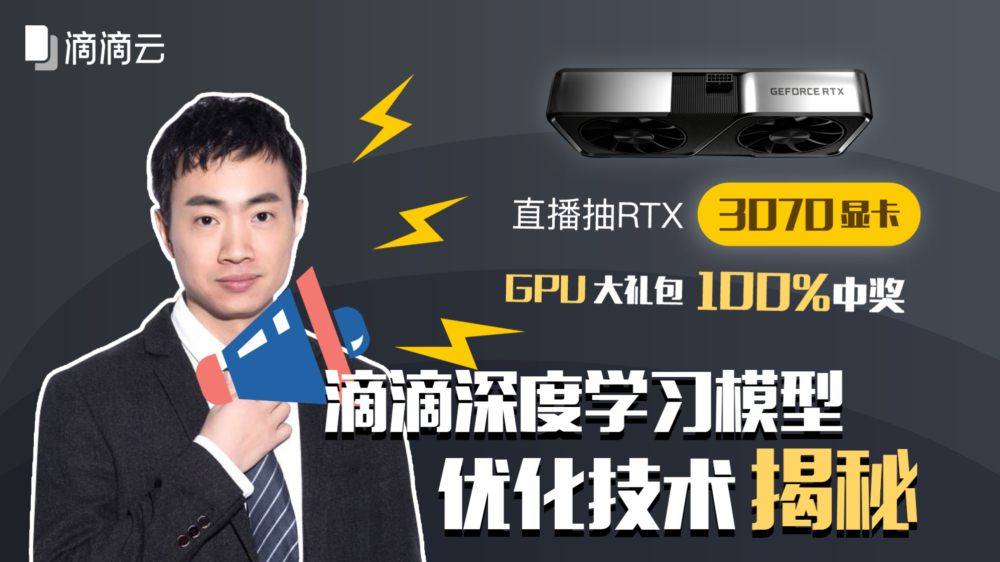 滴滴云
GEFORCE RTX
直播抽RTX 3070显卡
GPU大礼包 100%中奖
滴滴深度学习模型
优化技术揭秘